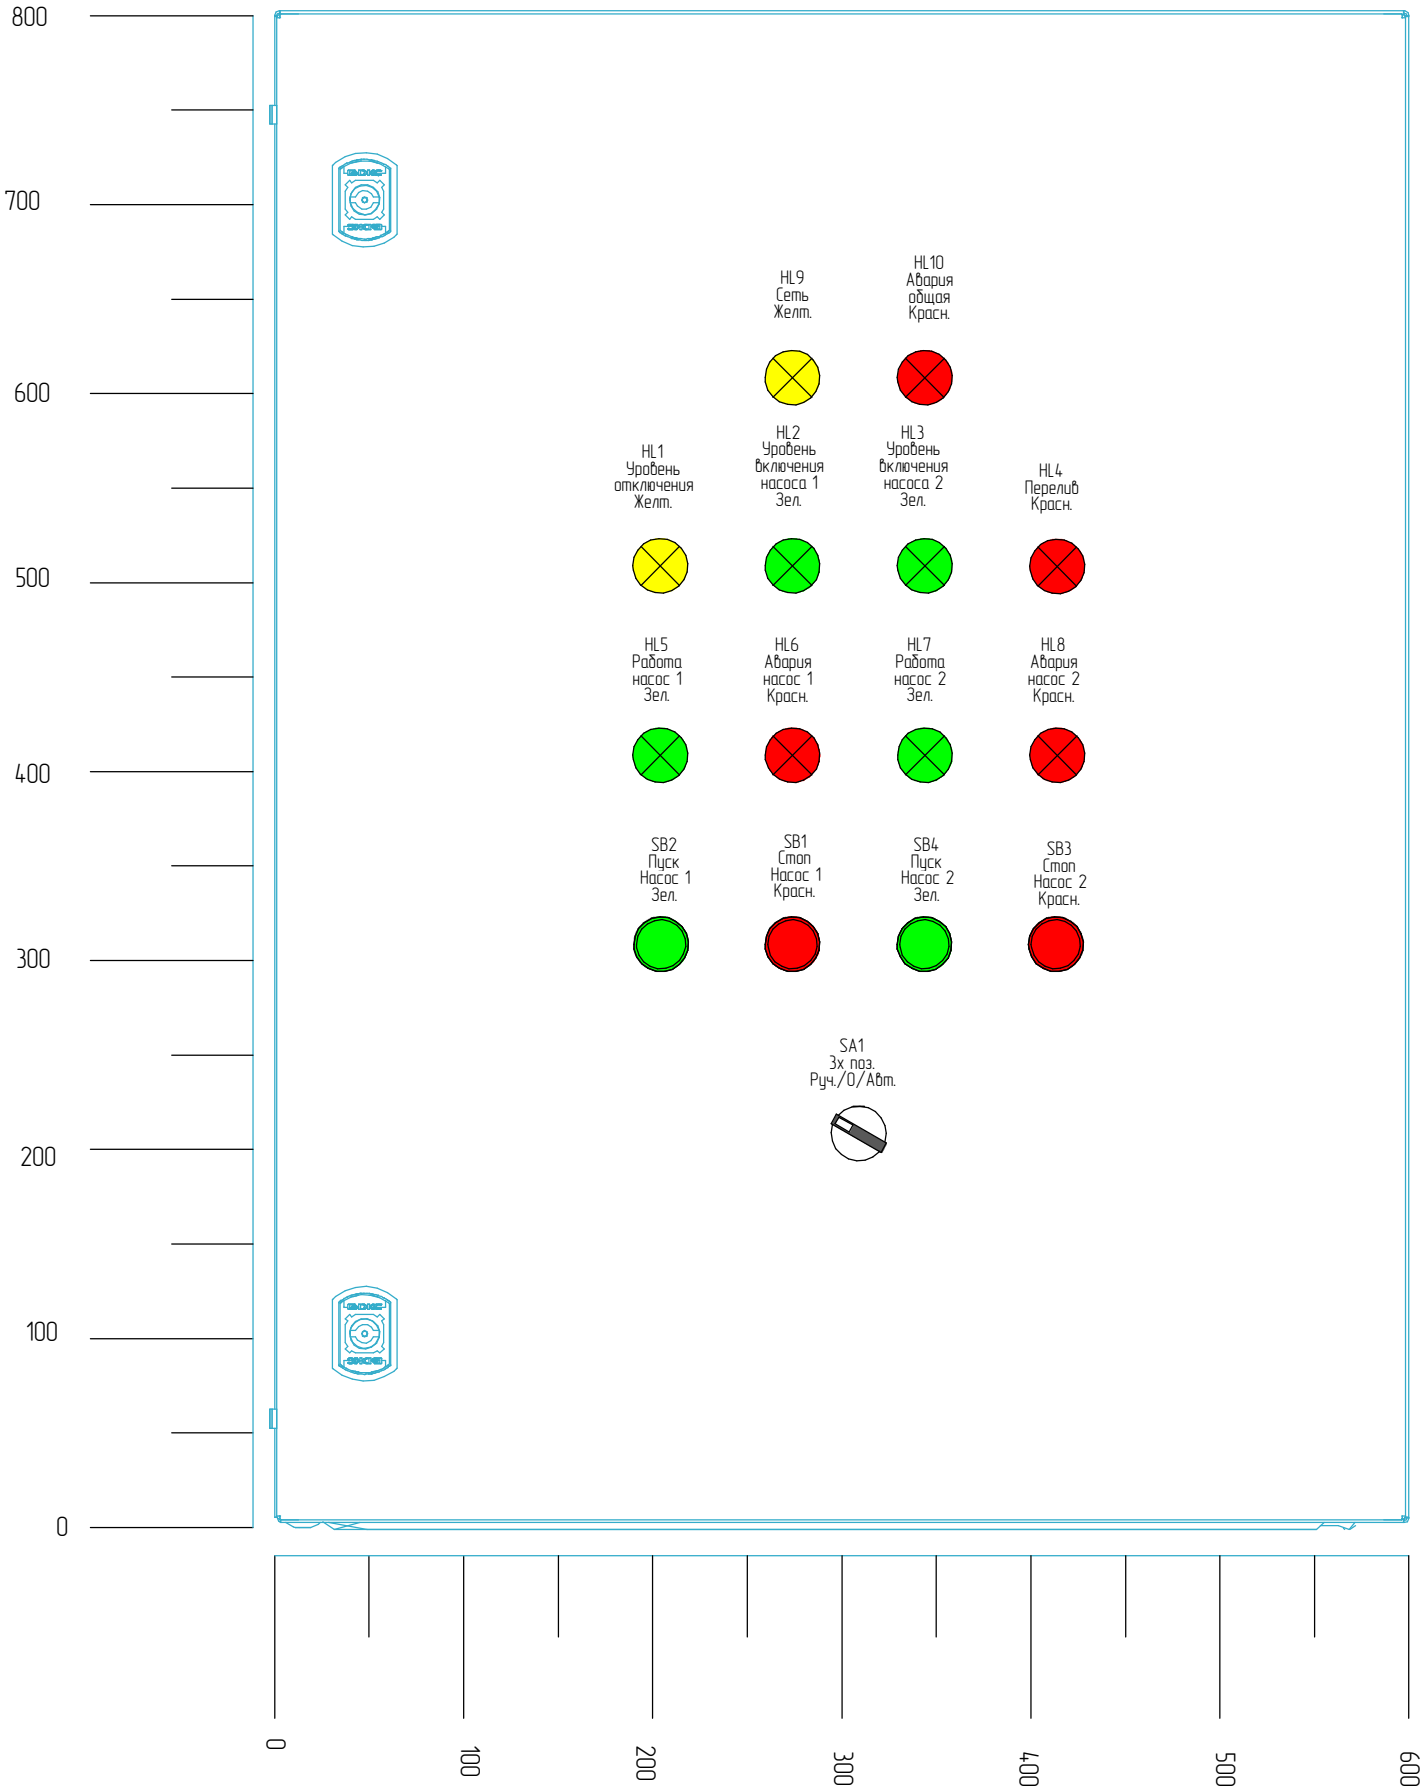 800
700
HL9
Сеть
Желт.
HL10
Авария
общая
Красн.
600
HL1
Уровень
отключения
Желт.
HL2
Уровень
включения
насоса 1
Зел.
HL3
Уровень
включения
насоса 2
Зел.
HL4
Перелив
Красн.
500
HL5
Работа
насос 1
Зел.
HL6
Авария
насос 1
Красн.
HL7
Работа
насос 2
Зел.
HL8
Авария
насос 2
Красн.
400
SB2
Пуск
Насос 1
Зел.
SB1
Стоп
Насос 1
Красн.
SB4
Пуск
Насос 2
Зел.
SB3
Стоп
Насос 2
Красн.
300
SA1
3х поз.
Руч./0/Авт.
200
100
0
0
100
200
300
400
500
600